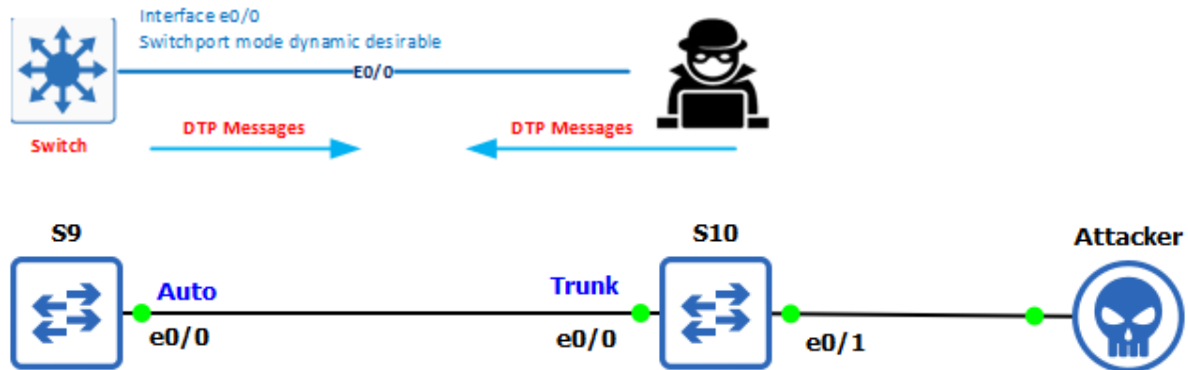 Interface e0/0
Switchport mode dynamic desirable
E0/0
DTP Messages
DTP Messages
Switch
S9
S10
Attacker
Auto
Trunk
e0/0
e0/0
e0/1